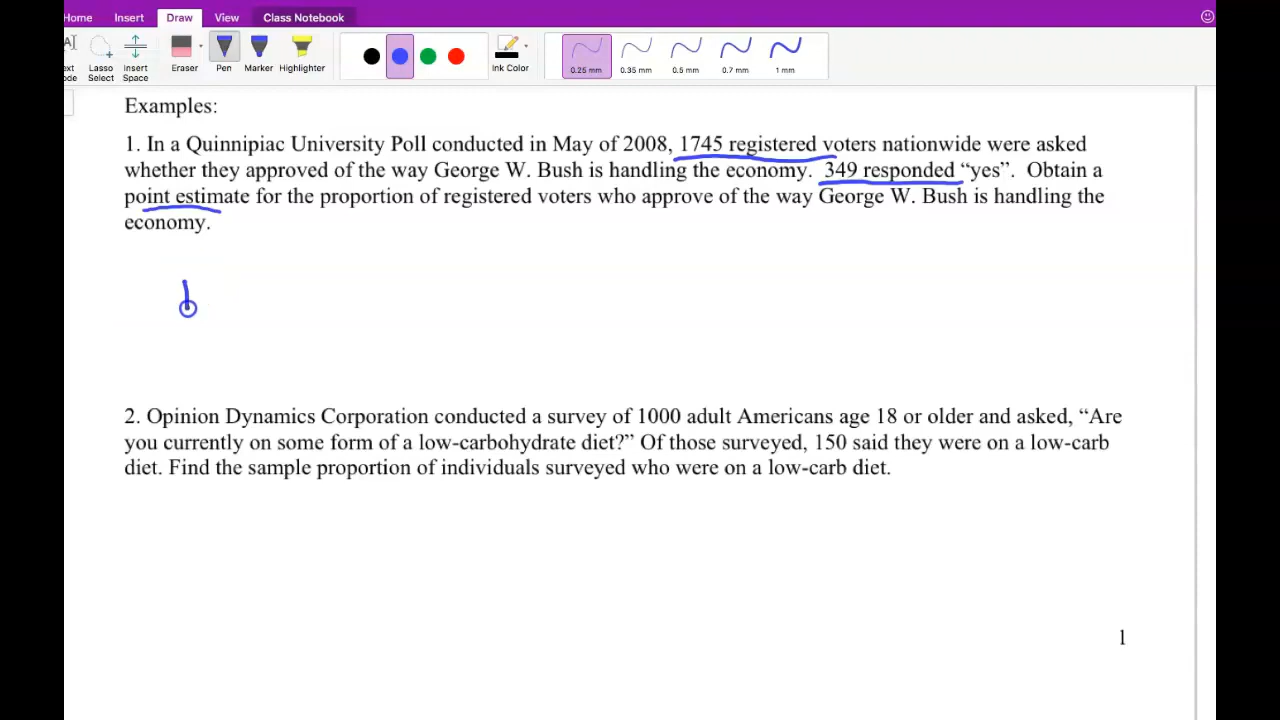 Home Insert Draw View Class Notebook
Lasso Select Insert Space Eraser Pen Marker Highlighter Ink Color 0.25 mm 0.35 mm 0.5 mm 0.7 mm 1 mm
Examples:
1. In a Quinnipiac University Poll conducted in May of 2008, 1745 registered voters nationwide were asked
whether they approved of the way George W. Bush is handling the economy. 349 responded “yes”. Obtain a
point estimate for the proportion of registered voters who approve of the way George W. Bush is handling the
economy.
2. Opinion Dynamics Corporation conducted a survey of 1000 adult Americans age 18 or older and asked, “Are
you currently on some form of a low-carbohydrate diet?” Of those surveyed, 150 said they were on a low-carb
diet. Find the sample proportion of individuals surveyed who were on a low-carb diet.
1